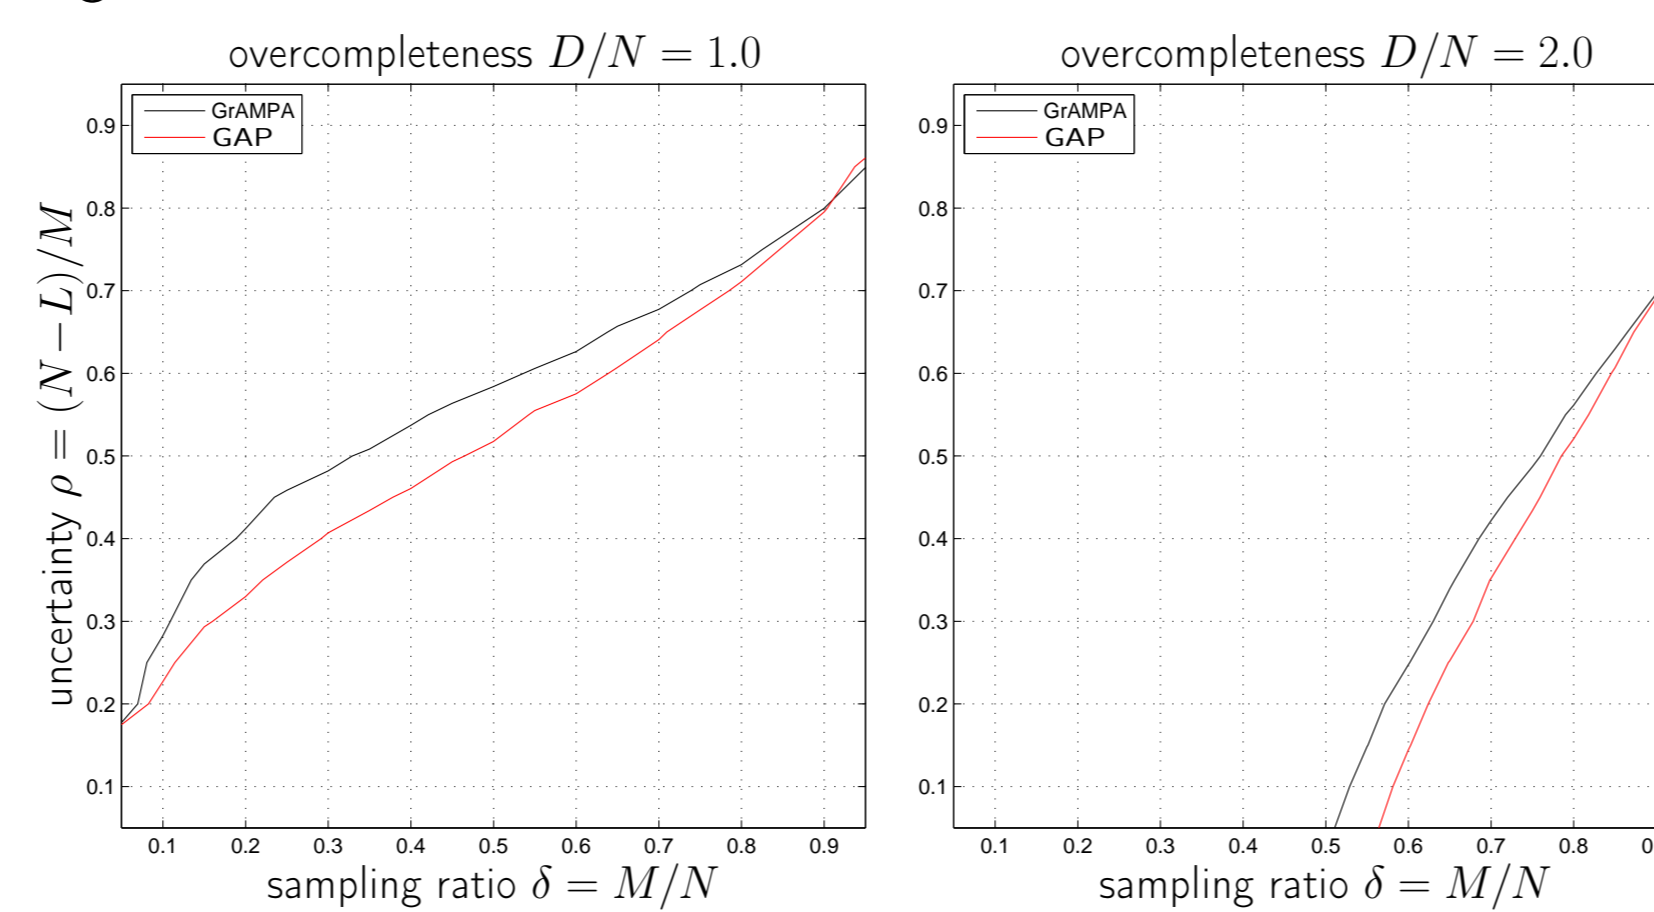 overcompleteness D/N = 1.0
GrAMPA
GAP
0.9
0.8
0.7
0.6
0.5
0.4
0.3
0.2
0.1
uncertainty ρ = (N − L)/M
0.1 0.2 0.3 0.4 0.5 0.6 0.7 0.8 0.9
sampling ratio δ = M/N
overcompleteness D/N = 2.0
GrAMPA
GAP
0.9
0.8
0.7
0.6
0.5
0.4
0.3
0.2
0.1
0.1 0.2 0.3 0.4 0.5 0.6 0.7 0.8
sampling ratio δ = M/N